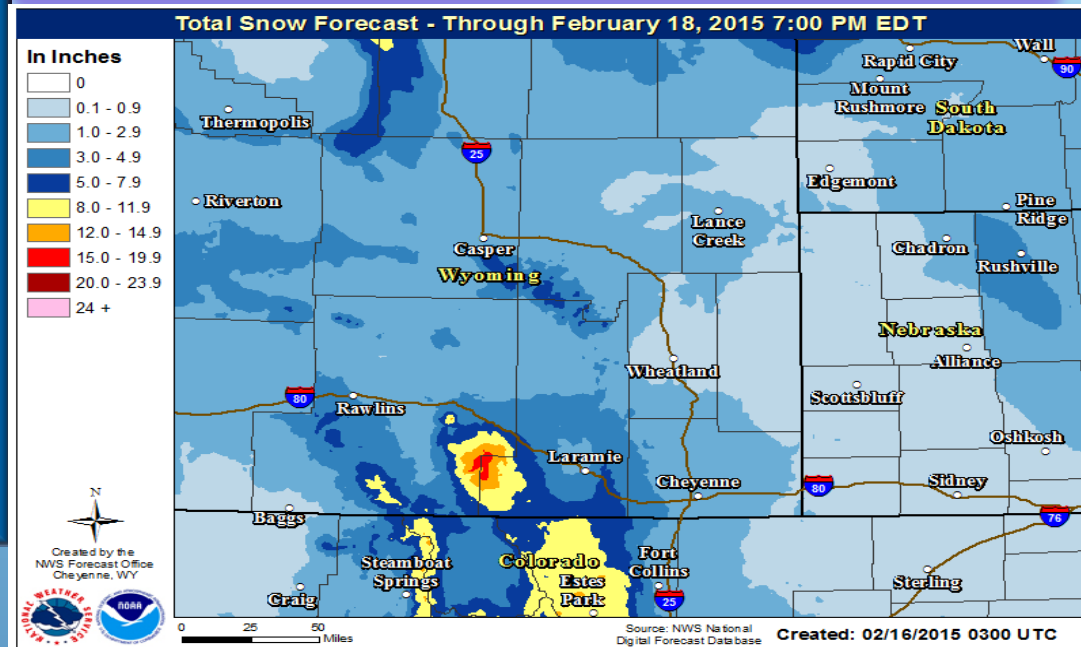 Total Snow Forecast - Through February 18, 2015 7:00 PM EDT
In Inches
0
0.1 - 0.9
1.0 - 2.9
3.0 - 4.9
5.0 - 7.9
8.0 - 11.9
12.0 - 14.9
15.0 - 19.9
20.0 - 23.9
24 +
Wall
Rapid City
90
Mount
Rushmore
South
Dakota
Thermopolis
25
Edgemont
Riverton
Pine
Ridge
Lance
Creek
Casper
Chadron
Rushville
Wyoming
Nebraska
Alliance
Wheatland
80
Rawlins
Scottsbluff
Oshkosh
Laramie
Cheyenne
80
Sidney
76
Baggs
Steamboat
Springs
Colorado
Estes
Park
Fort
Collins
25
Craig
Sterling
N
Created by the
NWS Forecast Office
Cheyenne, WY
NATIONAL WEATHER SERVICE
NOAA
0 25 50
Miles
Source: NWS National
Digital Forecast Database
Created: 02/16/2015 0300 UTC